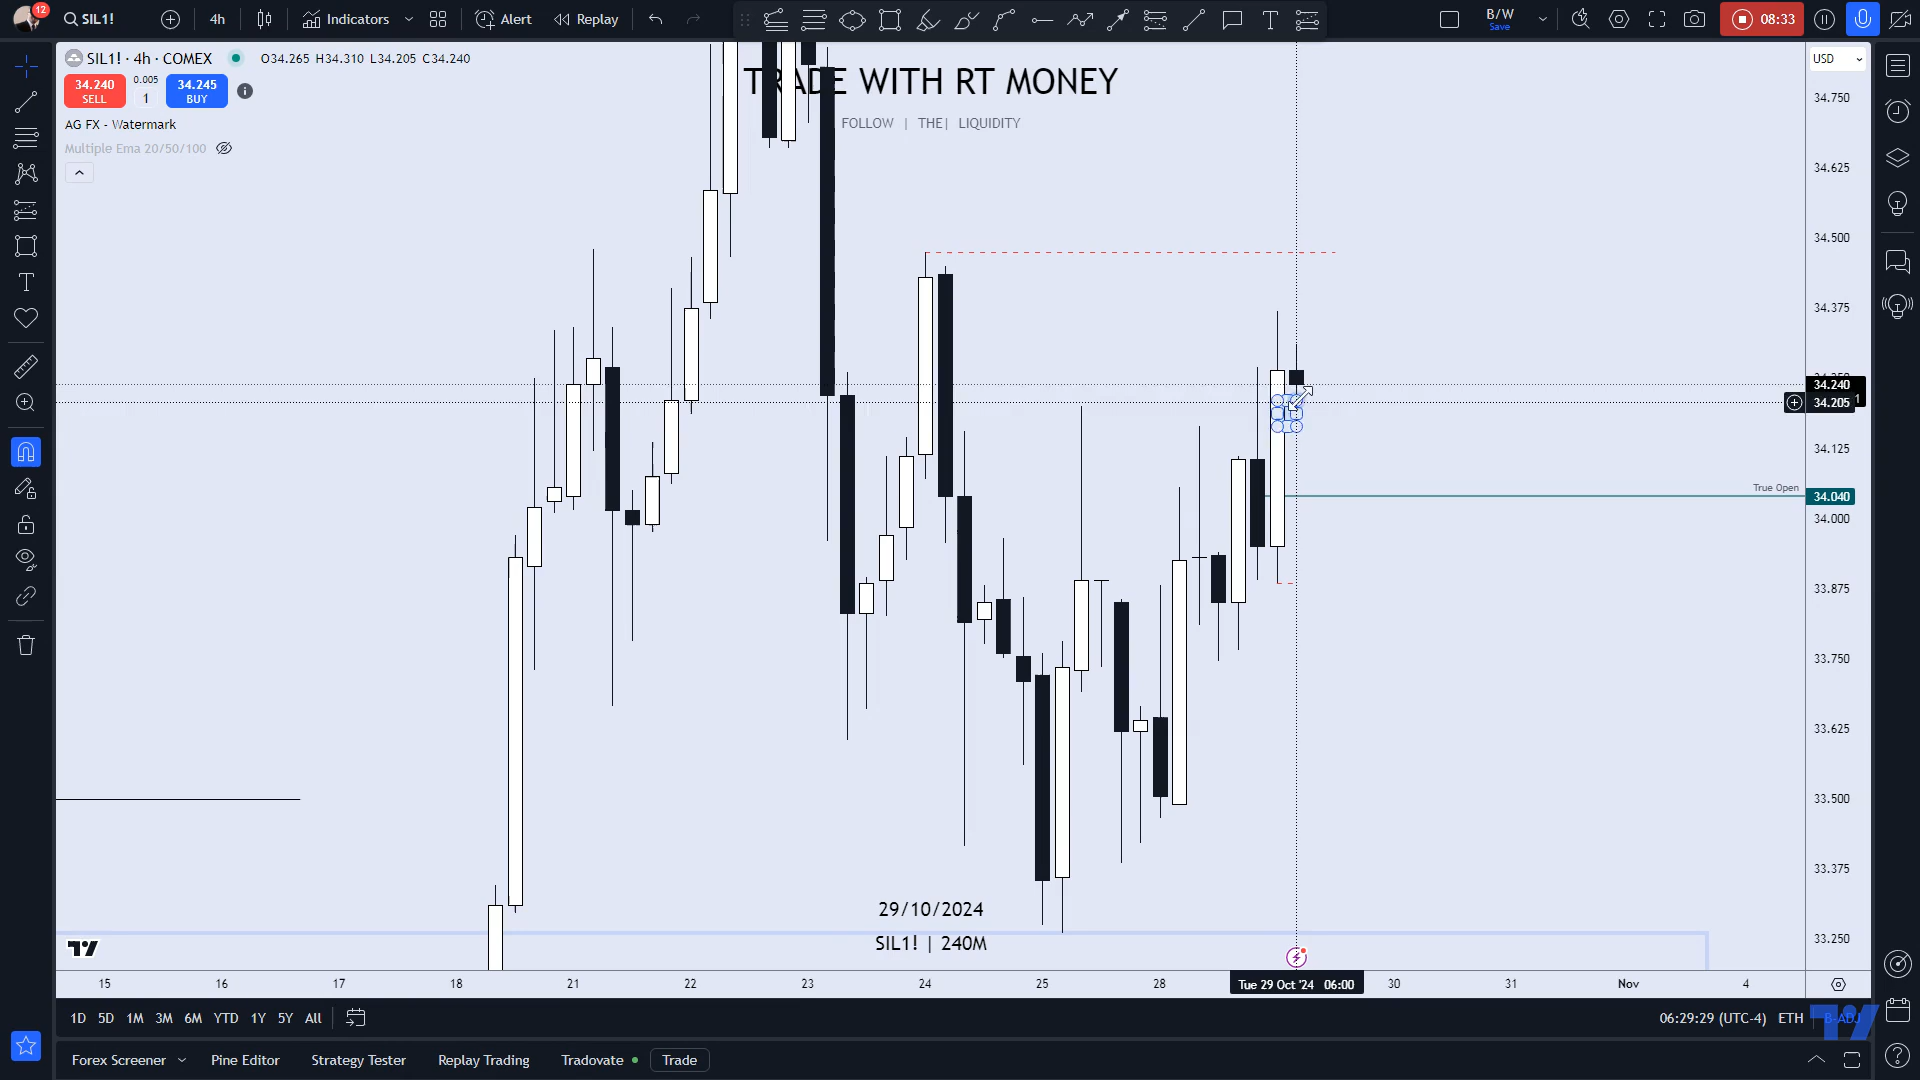 12
SIL1!
4h
Indicators
Alert
Replay
B/W
Save
08:33
SIL1! · 4h · COMEX
O34.265 H34.310 L34.205 C34.240
USD
34.240
SELL
0.005
1
34.245
BUY
AG FX - Watermark
Multiple Ema 20/50/100
TRADE WITH RT MONEY
FOLLOW | THE| LIQUIDITY
34.750
34.625
34.500
34.375
34.240
34.205
34.125
True Open
34.040
34.000
33.875
33.750
33.625
33.500
33.375
33.250
29/10/2024
SIL1! | 240M
15 16 17 18 21 22 23 24 25 28 Tue 29 Oct '24 06:00 30 31 Nov 4
1D 5D 1M 3M 6M YTD 1Y 5Y All
06:29:29 (UTC-4) ETH B-ADJ
Forex Screener Pine Editor Strategy Tester Replay Trading Tradovate Trade